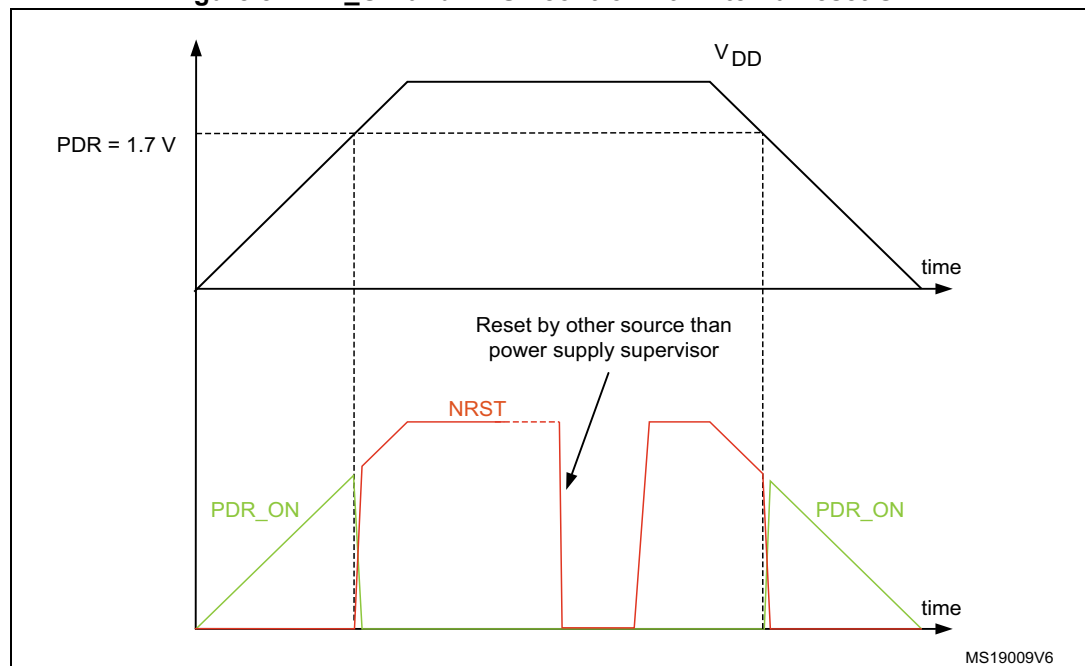 V DD
PDR = 1.7 V
time
Reset by other source than
power supply supervisor
NRST
PDR_ON
PDR_ON
time
MS19009V6